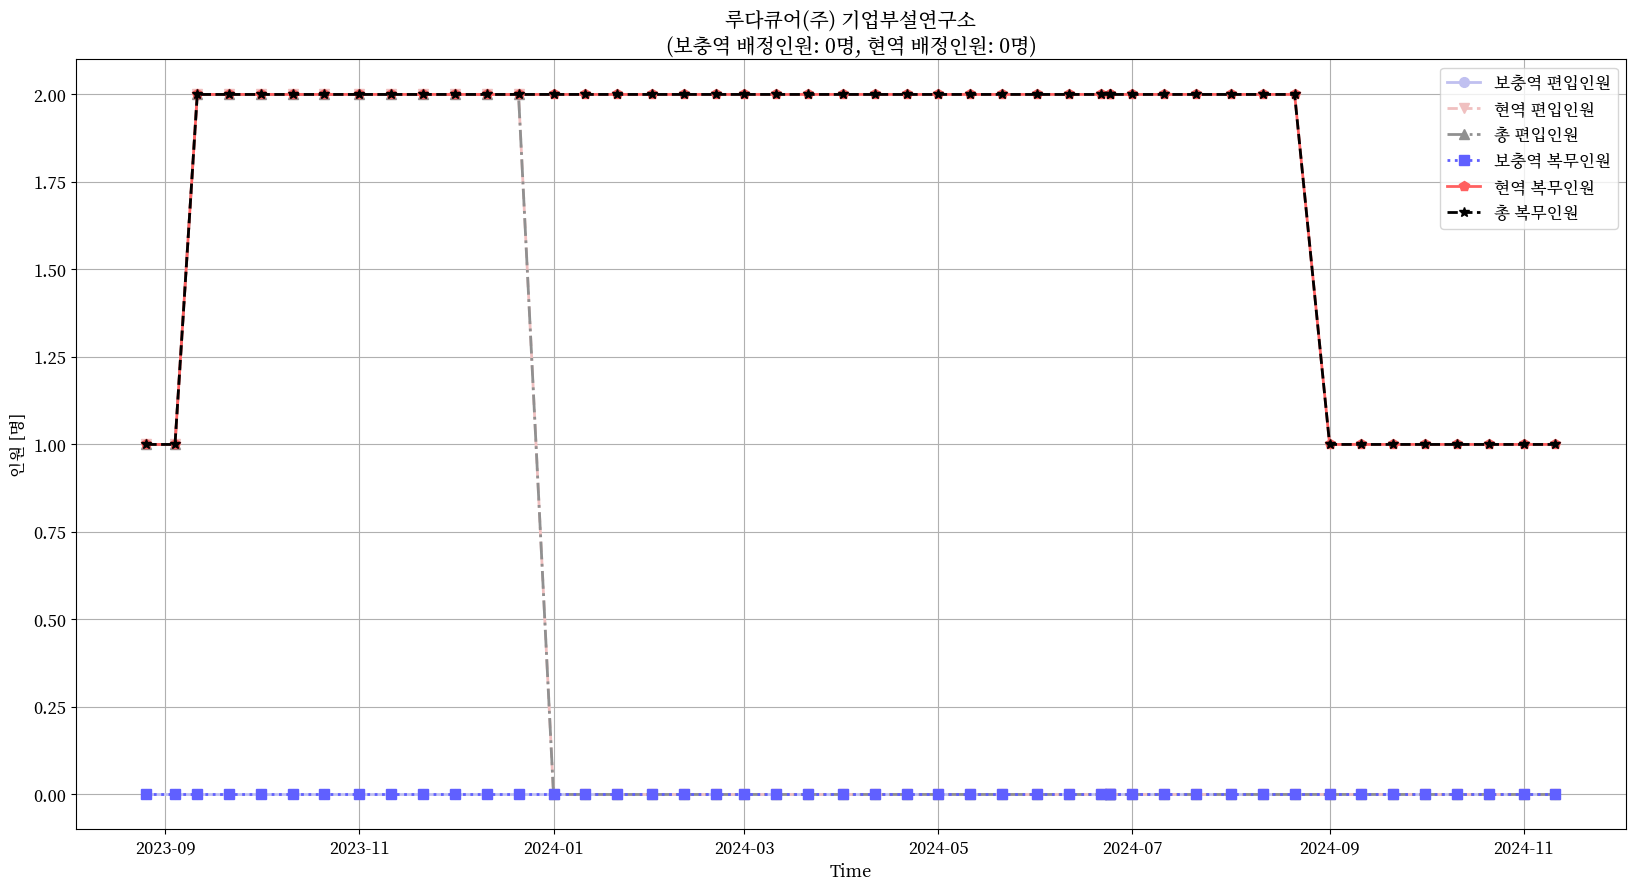 루다큐어(주) 기업부설연구소
(보충역 배정인원: 0명, 현역 배정인원: 0명)
보충역 편입인원
현역 편입인원
총 편입인원
보충역 복무인원
현역 복무인원
총 복무인원
인원 [명]
2.00
1.75
1.50
1.25
1.00
0.75
0.50
0.25
0.00
2023-09
2023-11
2024-01
2024-03
2024-05
2024-07
2024-09
2024-11
Time